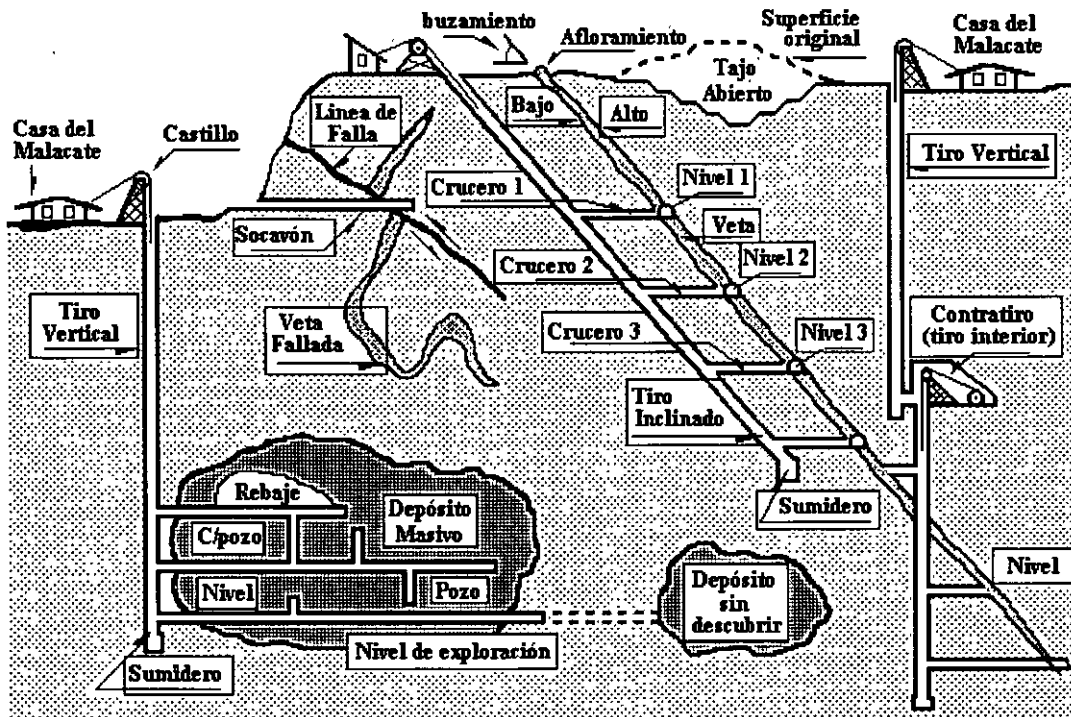 buzamiento
Afloramiento
Superficie
original
Casa del
Malacate
Tajo
Abierto
Bajo
Alto
Línea de
Falla
Casa del
Malacate
Castillo
Tiro Vertical
Crucero 1
Nivel 1
Socavón
Veta
Crucero 2
Nivel 2
Tiro
Vertical
Veta
Fallada
Crucero 3
Nivel 3
Contratiro
(tiro interior)
Tiro
Inclinado
Rebaje
Depósito
Masivo
Sumidero
C/pozo
Nivel
Nivel
Pozo
Depósito
sin
descubrir
Nivel de exploración
Sumidero